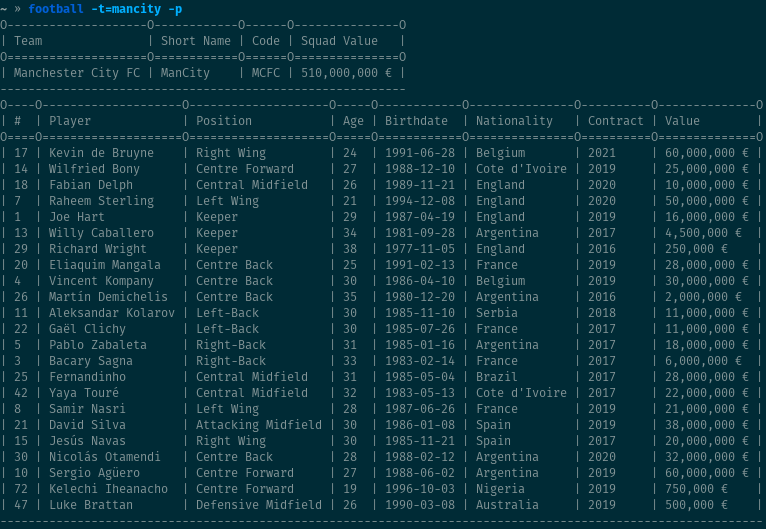 ~ » football -t=mancity -p
O--------------------O-------------O------O---------------O
| Team               | Short Name  | Code | Squad Value   |
O====================O=============O======O===============O
| Manchester City FC | ManCity     | MCFC | 510,000,000 € |
-----------------------------------------------------------
O----O--------------------O--------------------O-----O------------O---------------O----------O--------------O
| #  | Player             | Position           | Age | Birthdate  | Nationality   | Contract | Value        |
O====O====================O====================O=====O============O===============O==========O==============O
| 17 | Kevin de Bruyne    | Right Wing         | 24  | 1991-06-28 | Belgium       | 2021     | 60,000,000 € |
| 14 | Wilfried Bony      | Centre Forward     | 27  | 1988-12-10 | Cote d'Ivoire | 2019     | 25,000,000 € |
| 18 | Fabian Delph       | Central Midfield   | 26  | 1989-11-21 | England       | 2020     | 10,000,000 € |
| 7  | Raheem Sterling    | Left Wing          | 21  | 1994-12-08 | England       | 2020     | 50,000,000 € |
| 1  | Joe Hart           | Keeper             | 29  | 1987-04-19 | England       | 2019     | 16,000,000 € |
| 13 | Willy Caballero    | Keeper             | 34  | 1981-09-28 | Argentina     | 2017     | 4,500,000 €  |
| 29 | Richard Wright     | Keeper             | 38  | 1977-11-05 | England       | 2016     | 250,000 €    |
| 20 | Eliaquim Mangala   | Centre Back        | 25  | 1991-02-13 | France        | 2019     | 28,000,000 € |
| 4  | Vincent Kompany    | Centre Back        | 30  | 1986-04-10 | Belgium       | 2019     | 30,000,000 € |
| 26 | Martin Demichelis  | Centre Back        | 35  | 1980-12-20 | Argentina     | 2016     | 2,000,000 €  |
| 11 | Aleksandar Kolarov | Left-Back          | 30  | 1985-11-10 | Serbia        | 2018     | 11,000,000 € |
| 22 | Gaël Clichy        | Left-Back          | 30  | 1985-07-26 | France        | 2017     | 11,000,000 € |
| 5  | Pablo Zabaleta     | Right-Back         | 31  | 1985-01-16 | Argentina     | 2017     | 18,000,000 € |
| 3  | Bacary Sagna       | Right-Back         | 33  | 1983-02-14 | France        | 2017     | 6,000,000 €  |
| 25 | Fernandinho        | Central Midfield   | 31  | 1985-05-04 | Brazil        | 2017     | 28,000,000 € |
| 42 | Yaya Touré         | Central Midfield   | 32  | 1983-05-13 | Cote d'Ivoire | 2017     | 22,000,000 € |
| 8  | Samir Nasri        | Left Wing          | 28  | 1987-06-26 | France        | 2019     | 21,000,000 € |
| 21 | David Silva        | Attacking Midfield | 30  | 1986-01-08 | Spain         | 2019     | 38,000,000 € |
| 15 | Jesús Navas        | Right Wing         | 30  | 1985-11-21 | Spain         | 2017     | 20,000,000 € |
| 30 | Nicolás Otamendi   | Centre Back        | 28  | 1988-02-12 | Argentina     | 2020     | 32,000,000 € |
| 10 | Sergio Agüero      | Centre Forward     | 27  | 1988-06-02 | Argentina     | 2019     | 60,000,000 € |
| 72 | Kelechi Iheanacho  | Centre Forward     | 19  | 1996-10-03 | Nigeria       | 2019     | 750,000 €    |
| 47 | Luke Brattan       | Defensive Midfield | 26  | 1990-03-08 | Australia     | 2019     | 500,000 €    |
-------------------------------------------------------------------------------------------------------------